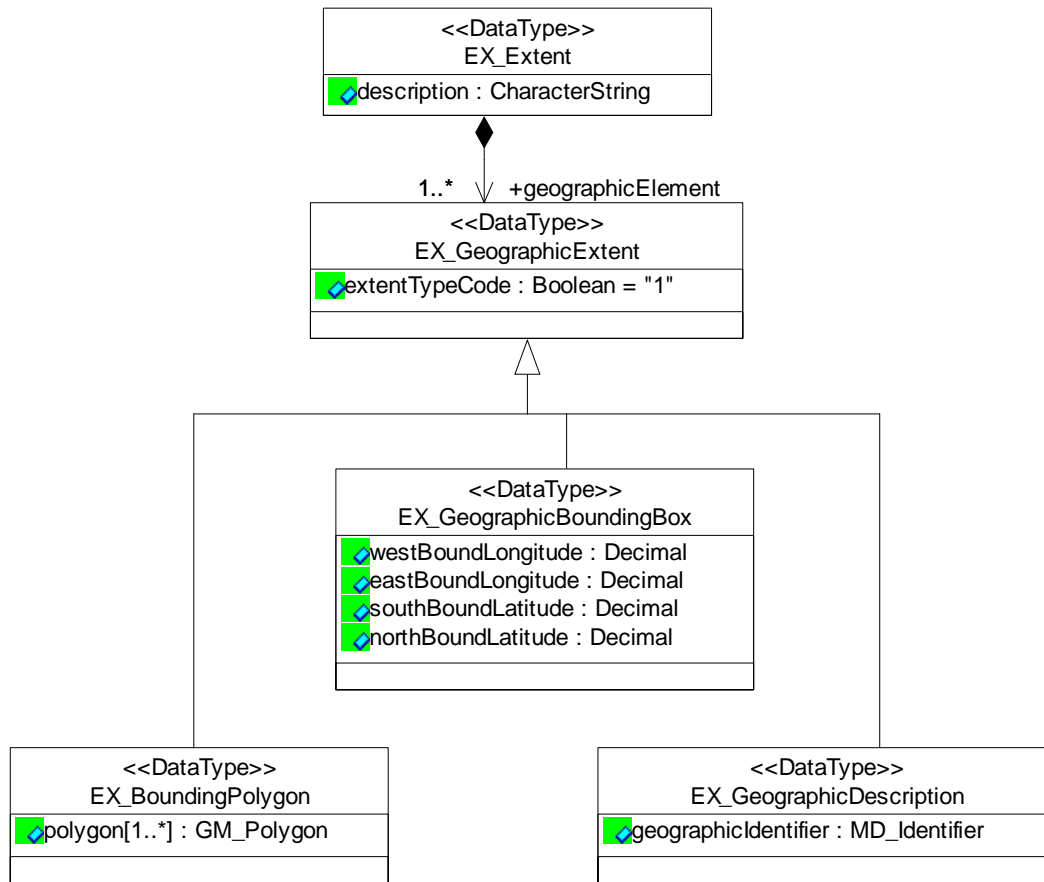 <<DataType>>
EX_Extent
description : CharacterString
1..* +geographicElement
<<DataType>>
EX_GeographicExtent
extentTypeCode : Boolean = "1"
<<DataType>>
EX_GeographicBoundingBox
westBoundLongitude : Decimal
eastBoundLongitude : Decimal
southBoundLatitude : Decimal
northBoundLatitude : Decimal
<<DataType>>
EX_BoundingPolygon
polygon[1..*] : GM_Polygon
<<DataType>>
EX_GeographicDescription
geographicIdentifier : MD_Identifier